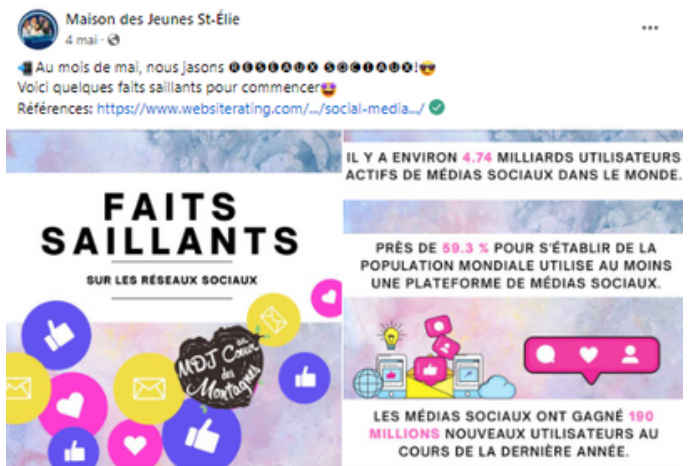 Maison des Jeunes St-Élie
4 mai ·
Au mois de mai, nous jasons 🅡🅔🅢🅔🅐🅤🅧 🅢🅞🅒🅘🅐🅤🅧!😎
Voici quelques faits saillants pour commencer🤩
Références: https://www.websiterating.com/.../social-media.../
FAITS
SAILLANTS
SUR LES RÉSEAUX SOCIAUX
MDJ au Cœur
des
Montagnes
IL Y A ENVIRON 4.74 MILLIARDS UTILISATEURS
ACTIFS DE MÉDIAS SOCIAUX DANS LE MONDE.
PRÈS DE 59.3 % POUR S'ÉTABLIR DE LA
POPULATION MONDIALE UTILISE AU MOINS
UNE PLATEFORME DE MÉDIAS SOCIAUX.
LES MÉDIAS SOCIAUX ONT GAGNÉ 190
MILLIONS NOUVEAUX UTILISATEURS AU
COURS DE LA DERNIÈRE ANNÉE.